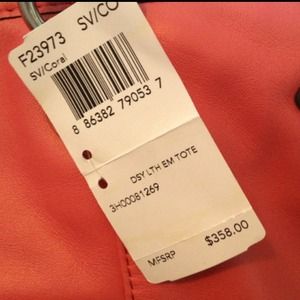 F23973 SV/CO
SV/Coral
8 86382 79053 7
DSY LTH EM TOTE
3H00081269
MFSRP $358.00